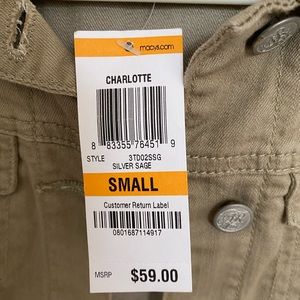 macys.com
CHARLOTTE
8 83355 76451 9
STYLE 3TD02SSG
SILVER SAGE
SMALL
Customer Return Label
0801687114917
MSRP $59.00